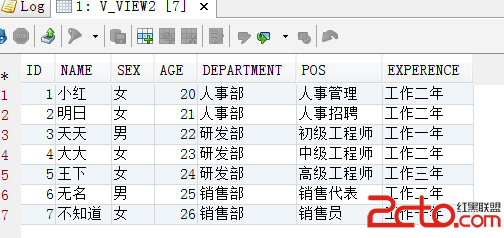 Log 1: V_VIEW2 [7]
* ID NAME SEX AGE DEPARTMENT POS EXPERENCE
1 1 小红 女 20 人事部 人事管理 工作二年
2 2 明日 女 21 人事部 人事招聘 工作二年
3 3 天天 男 22 研发部 初级工程师 工作一年
4 4 大大 女 23 研发部 中级工程师 工作二年
5 5 王下 女 24 研发部 高级工程师 工作三年
6 6 无名 男 25 销售部 销售代表 工作二年
7 7 不知道 女 26 销售部 销售员 工作一年
2cto.com 红黑联盟